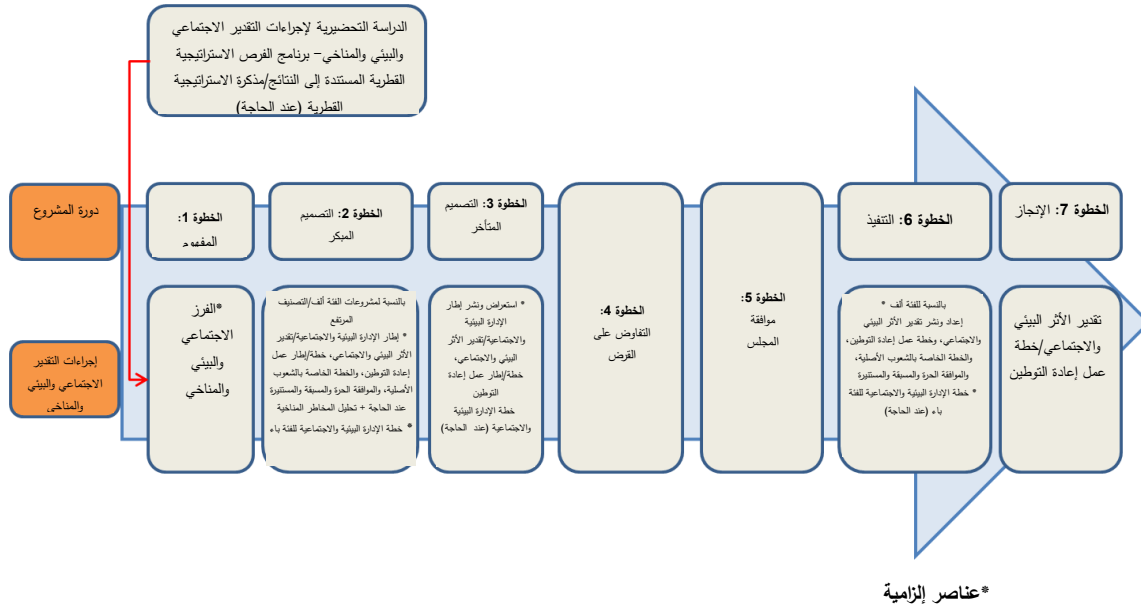 الدراسة التحضيرية لإجراءات التقدير الاجتماعي
والبيئي والمناخي– برنامج الفرص الاستراتيجية
القطرية المستندة إلى النتائج/مذكرة الاستراتيجية
القطرية (عند الحاجة)
دورة المشروع
الخطوة 1:
المفهوم
الخطوة 2: التصميم
المبكر
الخطوة 3: التصميم
المتأخر
الخطوة 4:
التفاوض على
القرض
الخطوة 5:
موافقة
المجلس
الخطوة 6: التنفيذ
الخطوة 7: الإنجاز
إجراءات التقدير
الاجتماعي والبيئي
والمناخي
*الفرز
الاجتماعي
والبيئي
والمناخي
بالنسبة لمشروعات الفئة ألف/التصنيف
المرتفع
* إطار الإدارة البيئية والاجتماعية/تقدير
الأثر البيئي والاجتماعي، خطة/إطار عمل
إعادة التوطين، والخطة الخاصة بالشعوب
الأصلية، والموافقة الحرة والمسبقة والمستنيرة
عند الحاجة + تحليل المخاطر المناخية
* خطة الإدارة البيئية والاجتماعية للفئة باء
* استعراض ونشر إطار
الإدارة البيئية
والاجتماعية/تقدير الأثر
البيئي والاجتماعي،
خطة/إطار عمل إعادة
التوطين
خطة الإدارة البيئية
والاجتماعية (عند الحاجة)
بالنسبة للفئة ألف *
إعداد ونشر تقدير الأثر البيئي
والاجتماعي، وخطة عمل إعادة التوطين،
والخطة الخاصة بالشعوب الأصلية،
والموافقة الحرة والمسبقة والمستنيرة
* خطة الإدارة البيئية والاجتماعية للفئة
باء (عند الحاجة)
تقدير الأثر البيئي
والاجتماعي/خطة
عمل إعادة التوطين
*عناصر إلزامية